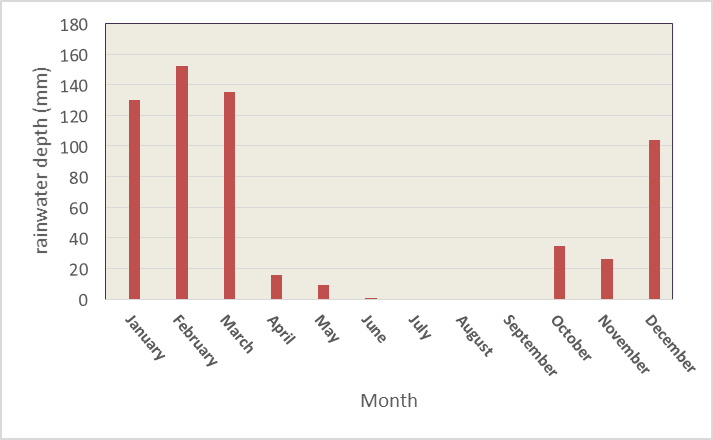 rainwater depth (mm)
180
160
140
120
100
80
60
40
20
0
January
February
March
April
May
June
July
August
September
October
November
December
Month